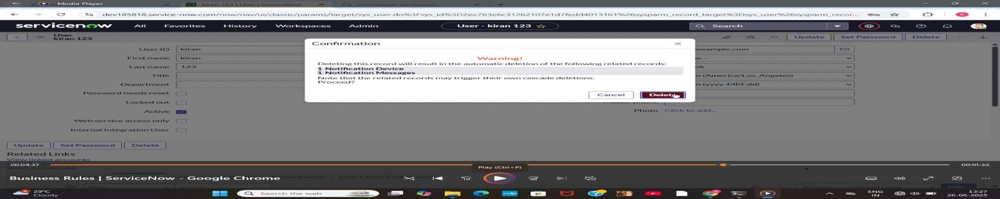 Media Player
kiran 123 | User | ServiceNow
ServiceNow Developers
dev185818.service-now.com/now/nav/ui/classic/params/target/sys_user.do%3Fsys_id%3D2ee763e6c31262107e1d7fedd4013161%26sysparm_record_target%3Dsys_user%26sysparm_recor...
servicenow All Favorites History Workspaces Admin User - kiran 123 Search
User
kiran 123
Update Set Password Delete
Confirmation
Warning!
Deleting this record will result in the automatic deletion of the following related records:
1 Notification Device
1 Notification Messages
Note that the related records may trigger their own cascade deletions.
Proceed?
Cancel Delete
User ID kiran
First name kiran
Last name 123
Title
Department
Password needs reset
Locked out
Active
Web service access only
Internal Integration User
example.com
(America/Los_Angeles)
(yyyy-MM-dd)
Photo Click to add...
Update Set Password Delete
Related Links
View linked accounts
00:04:37
Play (Ctrl+P)
00:01:32
Business Rules | ServiceNow - Google Chrome
29°C
Cloudy
Search the web
ENG
IN
13:27
26-06-2025